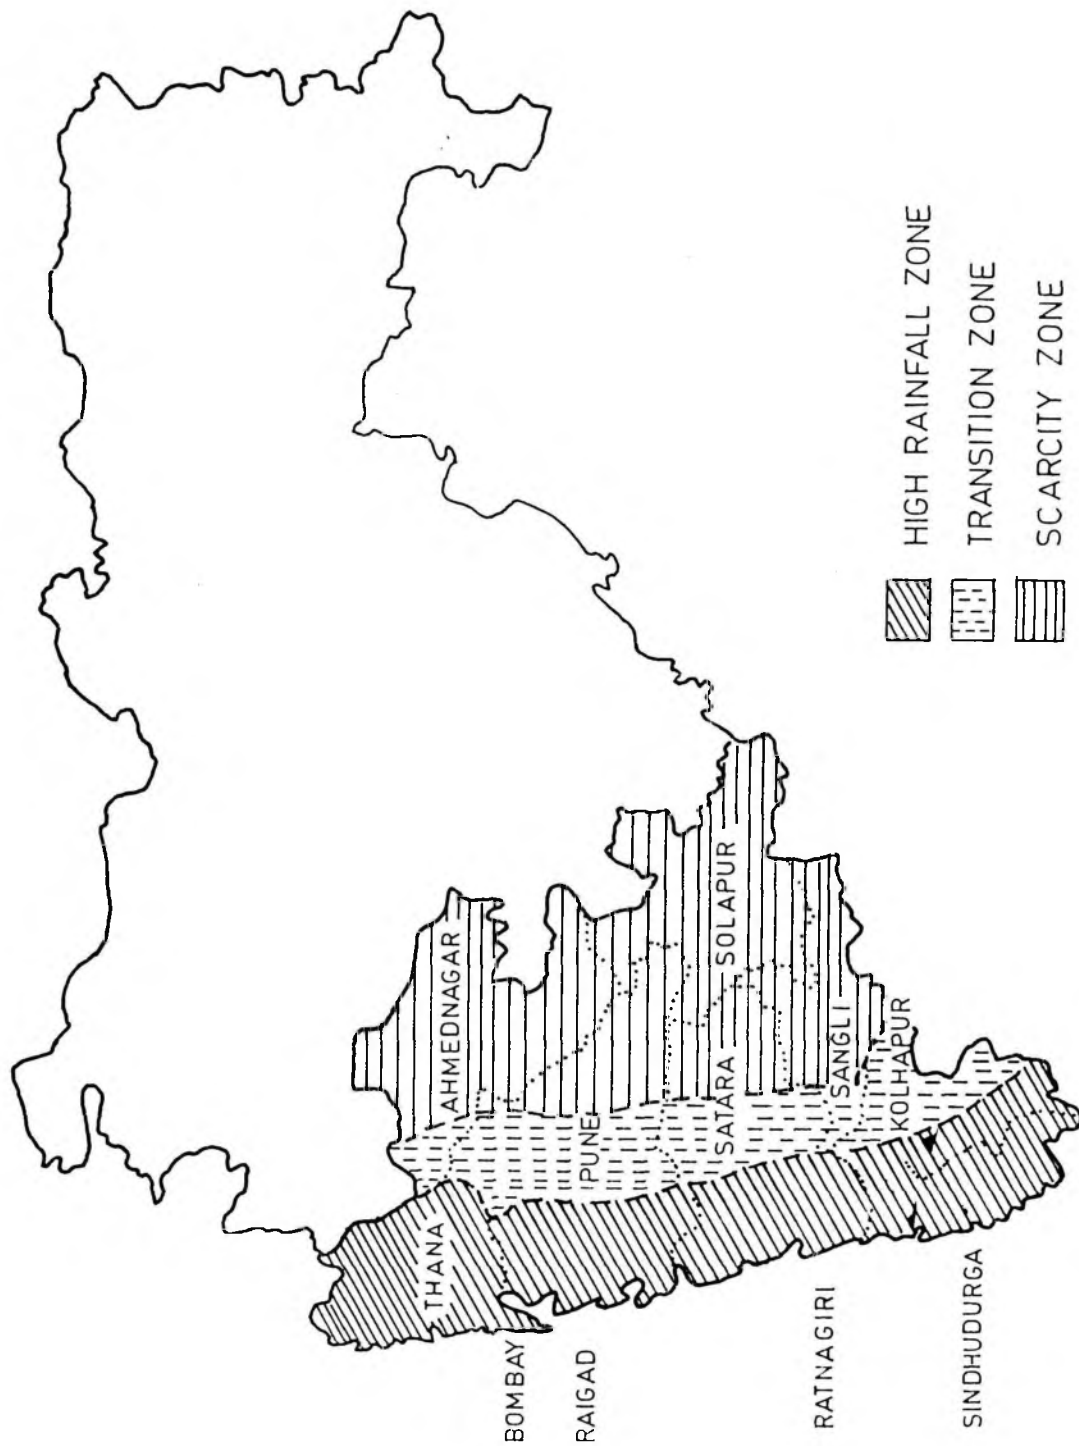 THANA
AHMEDNAGAR
BOMBAY
RAIGAD
PUNE
SATARA
SOLAPUR
RATNAGIRI
SANGLI
KOLHAPUR
SINDHUDURGA
HIGH RAINFALL ZONE
TRANSITION ZONE
SCARCITY ZONE